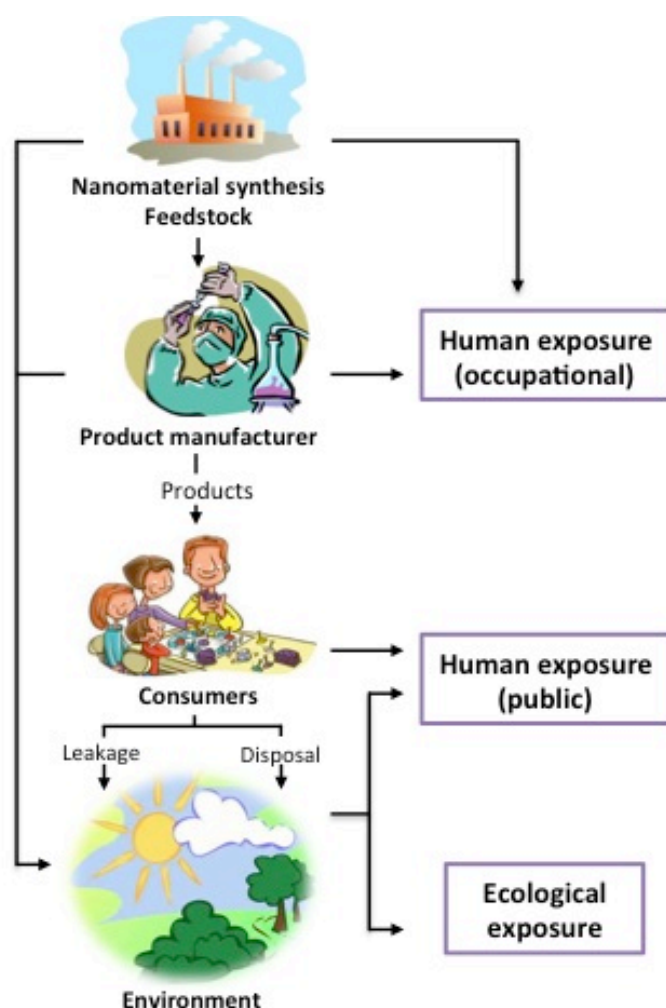 Nanomaterial synthesis
Feedstock
Human exposure
(occupational)
Product manufacturer
Products
Human exposure
(public)
Consumers
Leakage
Disposal
Ecological
exposure
Environment